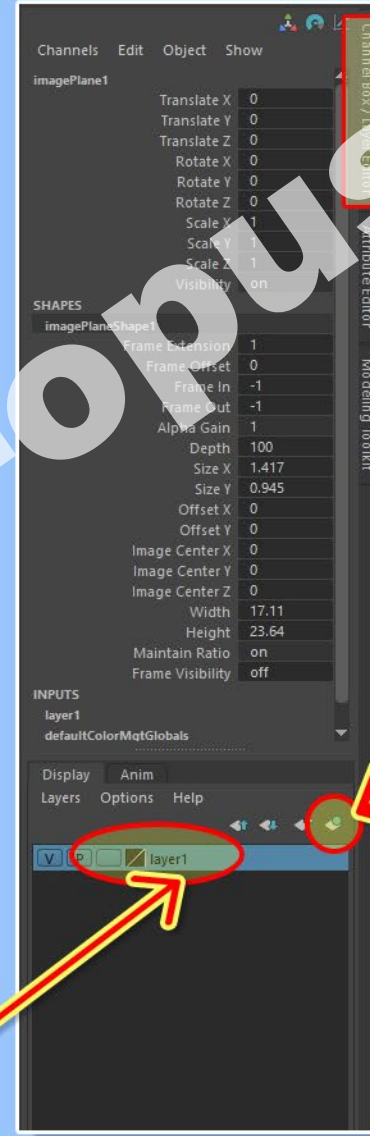 Channels Edit Object Show
imagePlane1
Translate X 0
Translate Y 0
Translate Z 0
Rotate X 0
Rotate Y 0
Rotate Z 0
Scale X 1
Scale Y 1
Scale Z 1
Visibility on
SHAPES
imagePlaneShape1
Frame Extension 1
Frame Offset 0
Frame In -1
Frame Out -1
Alpha Gain 1
Depth 100
Size X 1.417
Size Y 0.945
Offset X 0
Offset Y 0
Image Center X 0
Image Center Y 0
Image Center Z 0
Width 17.11
Height 23.64
Maintain Ratio on
Frame Visibility off
INPUTS
layer1
defaultColorMgtGlobals
Display Anim
Layers Options Help
V P layer1
Channel Box / Layer Editor
Attribute Editor
Modeling Toolkit
opus